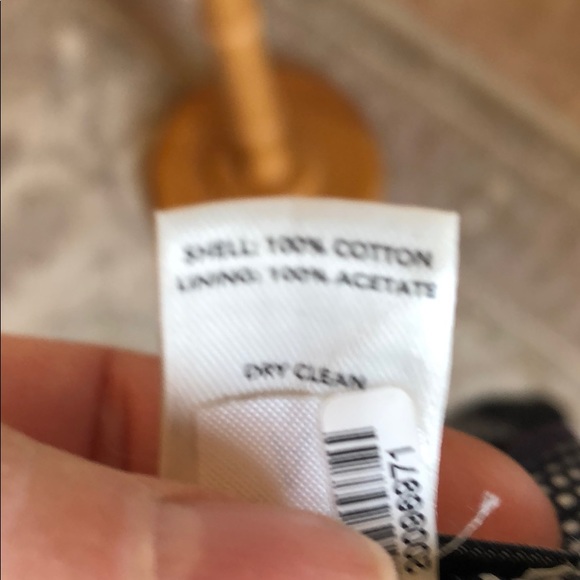 SHELL: 100% COTTON
LINING: 100% ACETATE
DRY CLEAN